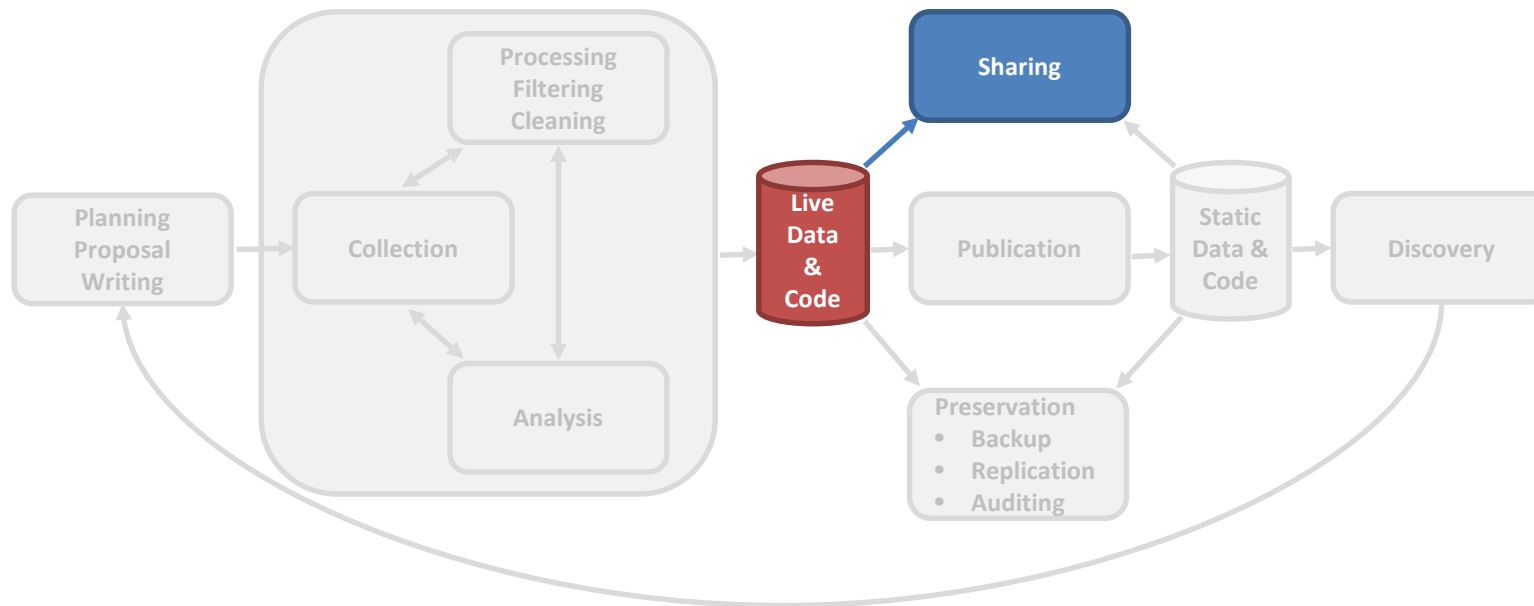 Planning
Proposal
Writing
Processing
Filtering
Cleaning
Collection
Analysis
Live
Data
&
Code
Sharing
Publication
Preservation
• Backup
• Replication
• Auditing
Static
Data &
Code
Discovery